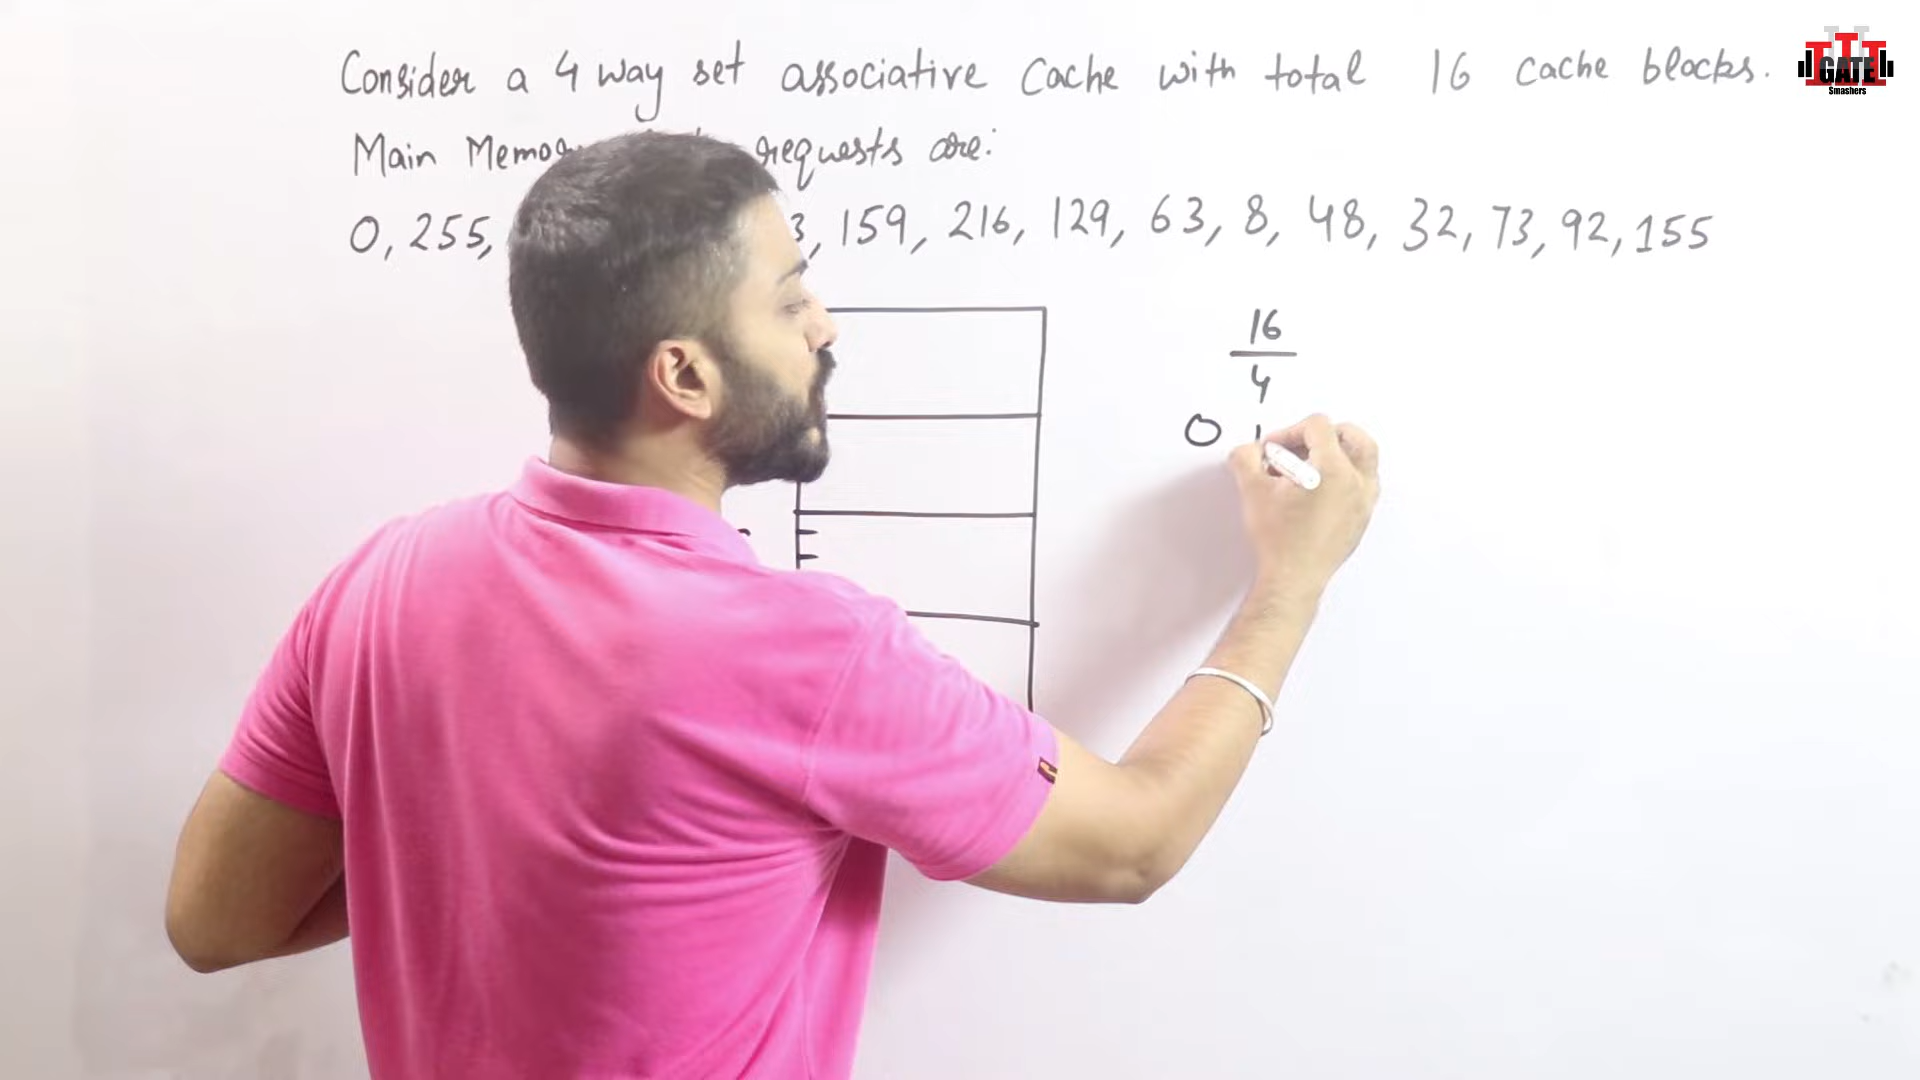 Consider a 4 way set associative Cache with total 16 cache blocks.
Main requests are:
0, 255, 159, 216, 129, 63, 8, 48, 32, 73, 92, 155
16
4
0
GATE
Smashers